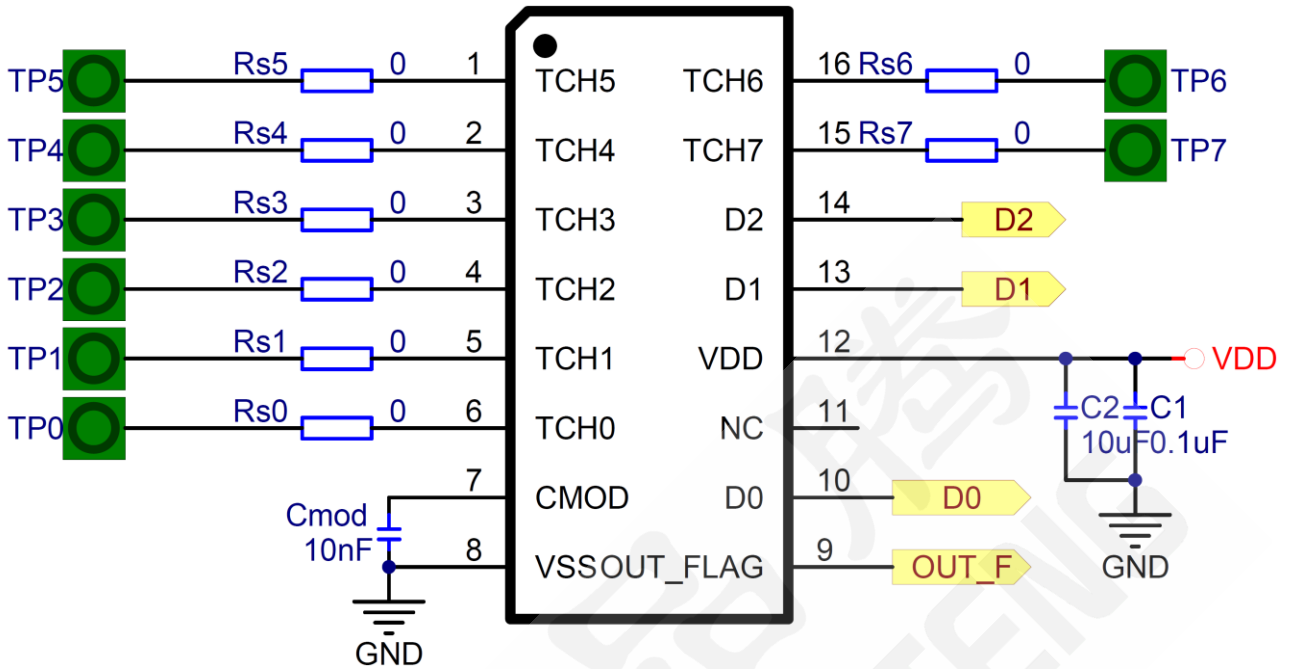 TP5 Rs5 0 1 TCH5 TCH6 16 Rs6 0 TP6
TP4 Rs4 0 2 TCH4 TCH7 15 Rs7 0 TP7
TP3 Rs3 0 3 TCH3 D2 14 D2
TP2 Rs2 0 4 TCH2 D1 13 D1
TP1 Rs1 0 5 TCH1 VDD 12 VDD
TP0 Rs0 0 6 TCH0 NC 11 C2 C1
10uF 0.1uF
Cmod 7 CMOD D0 10 D0
10nF 8 VSS OUT_FLAG 9 OUT_F GND
GND
腾
TENG